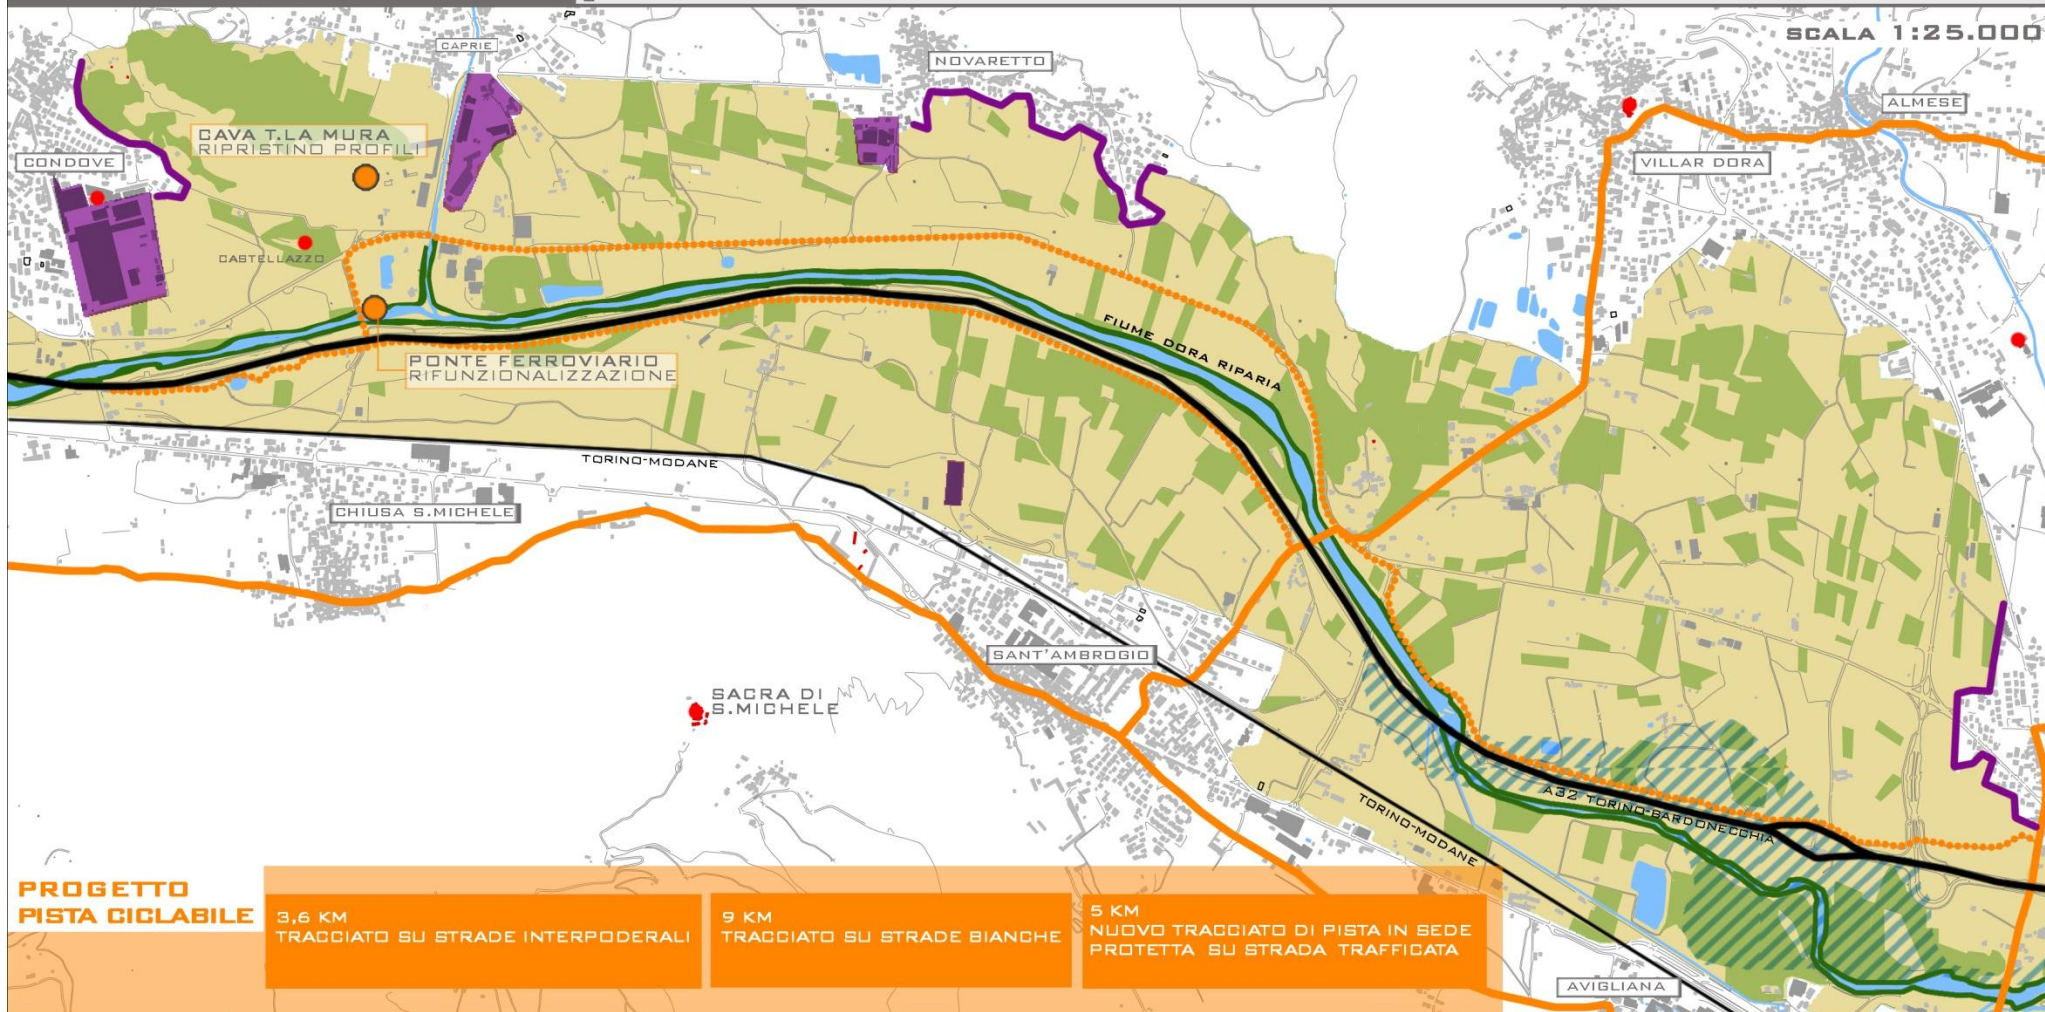 SCALA 1:25.000
CAPRIE
NOVARETTO
ALMESE
CAVA T.LA MURA
RIPRISTINO PROFILI
CONDOVE
VILLAR DORA
CASTELLAZZO
FIUME DORA RIPARIA
PONTE FERROVIARIO
RIFUNZIONALIZZAZIONE
TORINO-MODANE
CHIUSA S.MICHELE
SANT'AMBROGIO
SACRA DI
S.MICHELE
A32 TORINO-BARDONECCHIA
TORINO-MODANE
PROGETTO
PISTA CICLABILE
3,6 KM
TRACCIATO SU STRADE INTERPODERALI
9 KM
TRACCIATO SU STRADE BIANCHE
5 KM
NUOVO TRACCIATO DI PISTA IN SEDE
PROTETTA SU STRADA TRAFFICATA
AVIGLIANA